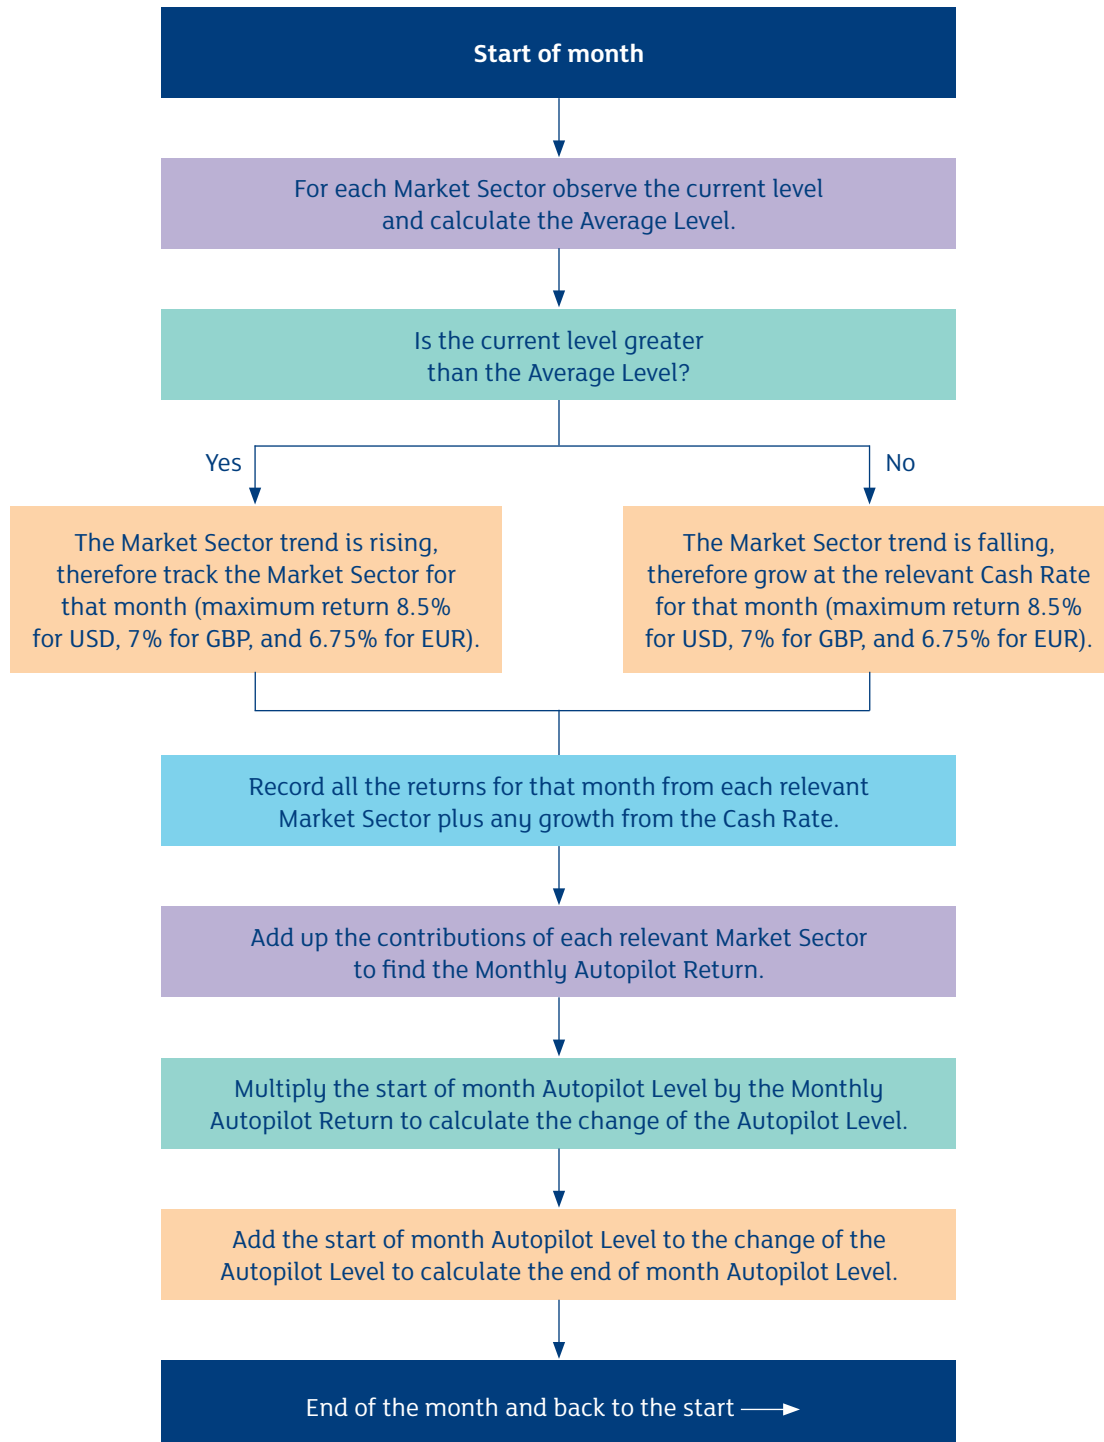 Start of month
For each Market Sector observe the current level
and calculate the Average Level.
Is the current level greater
than the Average Level?
Yes
No
The Market Sector trend is rising,
therefore track the Market Sector for
that month (maximum return 8.5%
for USD, 7% for GBP, and 6.75% for EUR).
The Market Sector trend is falling,
therefore grow at the relevant Cash Rate
for that month (maximum return 8.5%
for USD, 7% for GBP, and 6.75% for EUR).
Record all the returns for that month from each relevant
Market Sector plus any growth from the Cash Rate.
Add up the contributions of each relevant Market Sector
to find the Monthly Autopilot Return.
Multiply the start of month Autopilot Level by the Monthly
Autopilot Return to calculate the change of the Autopilot Level.
Add the start of month Autopilot Level to the change of the
Autopilot Level to calculate the end of month Autopilot Level.
End of the month and back to the start